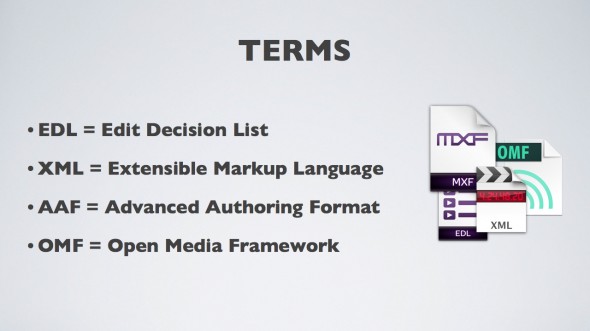 TERMS
• EDL = Edit Decision List
• XML = Extensible Markup Language
• AAF = Advanced Authoring Format
• OMF = Open Media Framework
MXF
OMF
MXF
XML
EDL